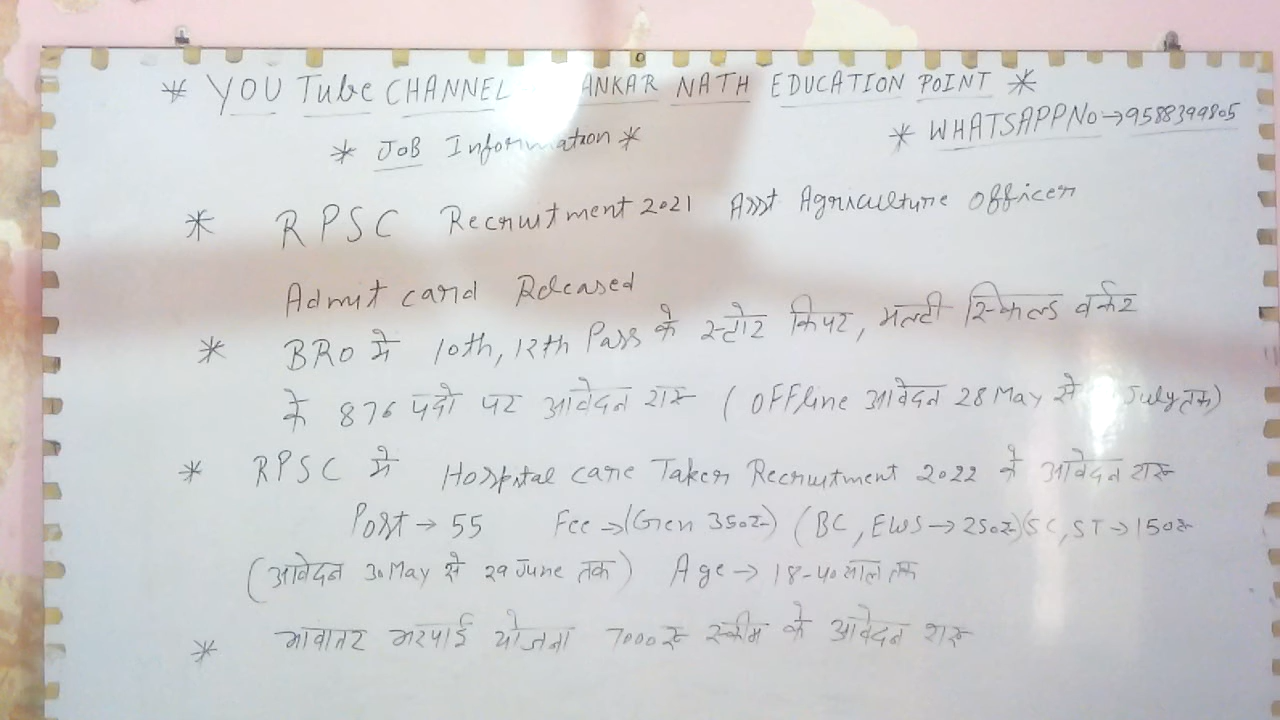 * YOU Tube CHANNEL ANKAR NATH EDUCATION POINT *
* WHATSAPP No → 9588399805
* JOB Information *
* RPSC Recruitment 2021 Asst Agriculture Officer
Admit card Released
* BRO में 10th, 12th Pass के स्टोर किपर, मल्टी स्किल्ड वर्कर
के 876 पदो पर आवेदन शुरू (Offline आवेदन 28 May से July तक)
* RPSC में Hospital care Taker Recruitment 2022 के आवेदन शुरू
Post → 55 Fee → (Gen 350रु) (BC, EWS → 250रु) (SC, ST → 150रु
(आवेदन 30 May से 29 June तक) Age → 18-40 साल तक
* भावांतर भरपाई योजना 7000रु स्कीम के आवेदन शुरू